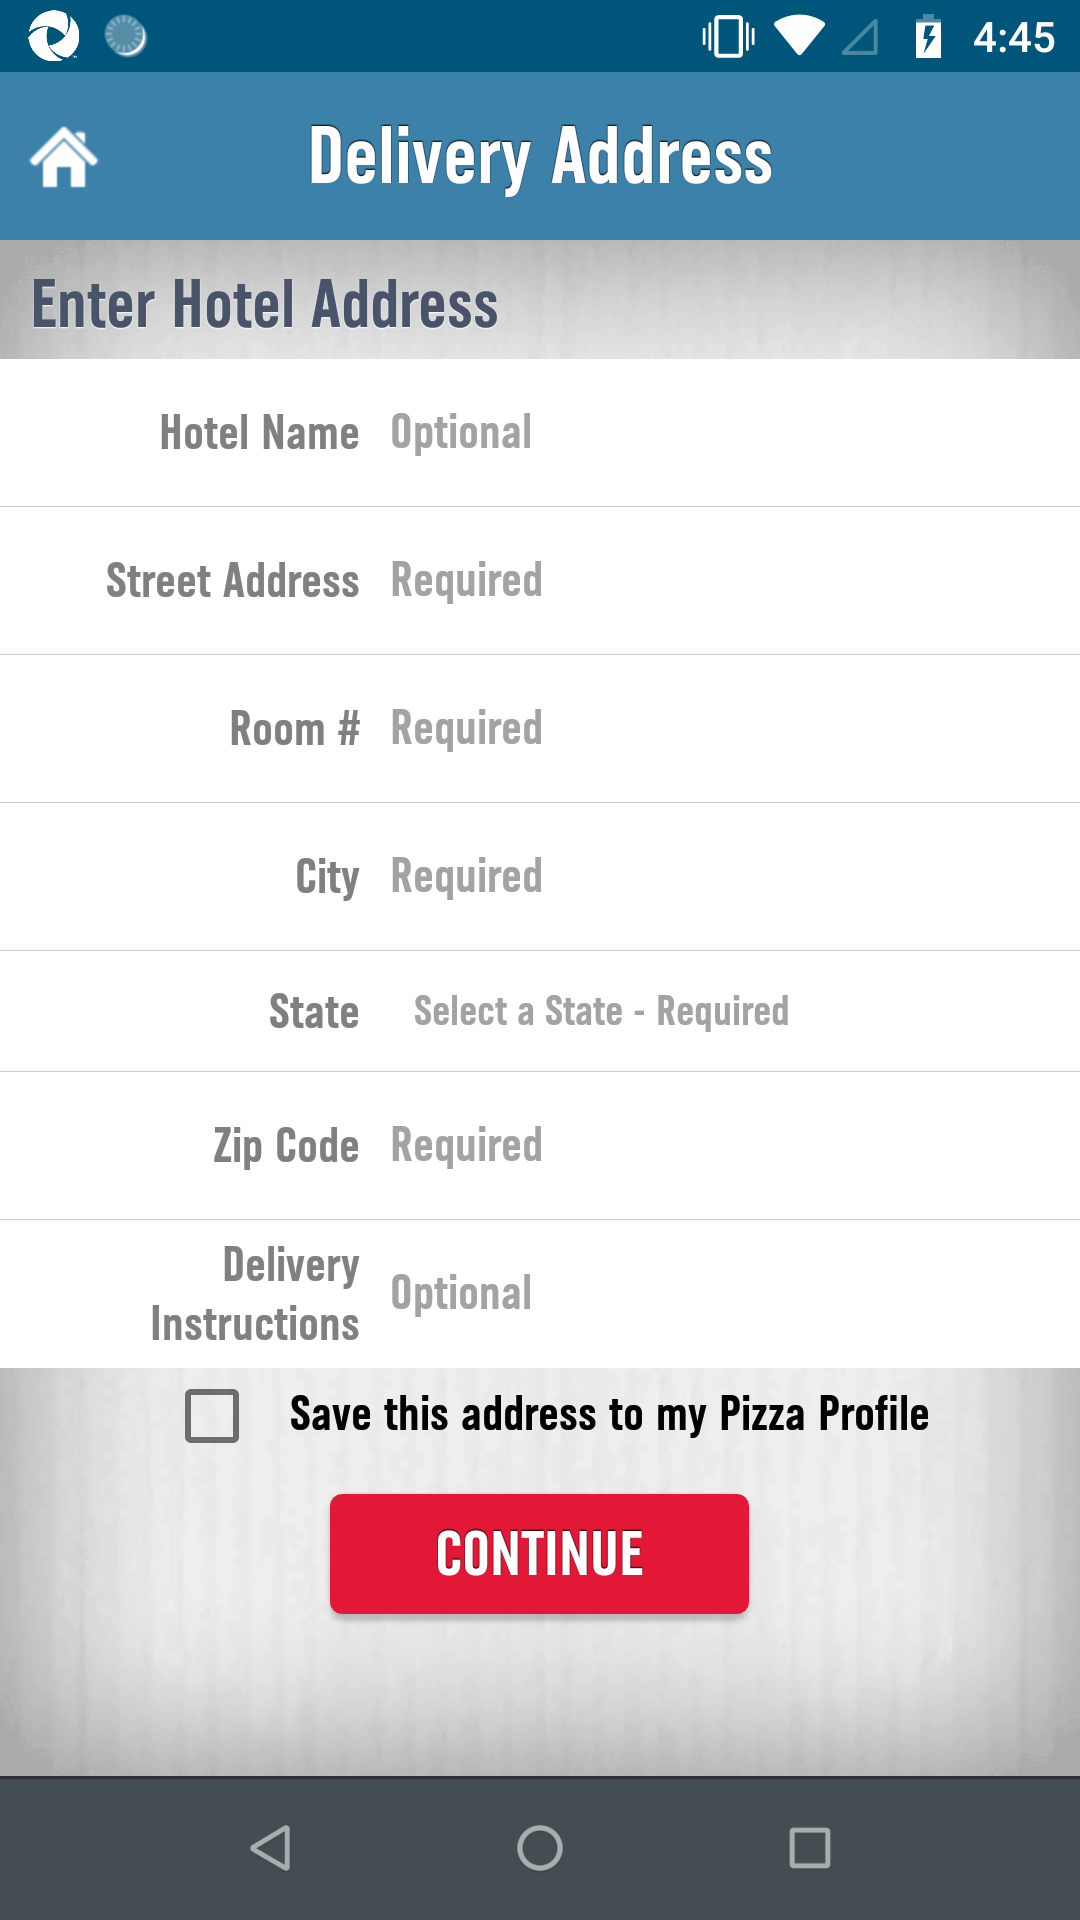 4:45
Delivery Address
Enter Hotel Address
Hotel Name Optional
Street Address Required
Room # Required
City Required
State Select a State - Required
Zip Code Required
Delivery Instructions Optional
Save this address to my Pizza Profile
CONTINUE